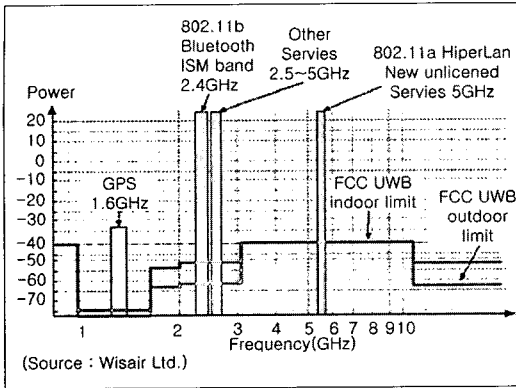 802.11b
Bluetooth
ISM band
2.4GHz
Other
Servies
2.5~5GHz
802.11a HiperLan
New unlicened
Servies 5GHz
Power
20
10
0
-10
-20
-30
-40
-50
-60
-70
GPS
1.6GHz
FCC UWB
indoor limit
FCC UWB
outdoor
limit
1 2 3 4 5 6 7 8 9 10
Frequency(GHz)
(Source : Wisair Ltd.)